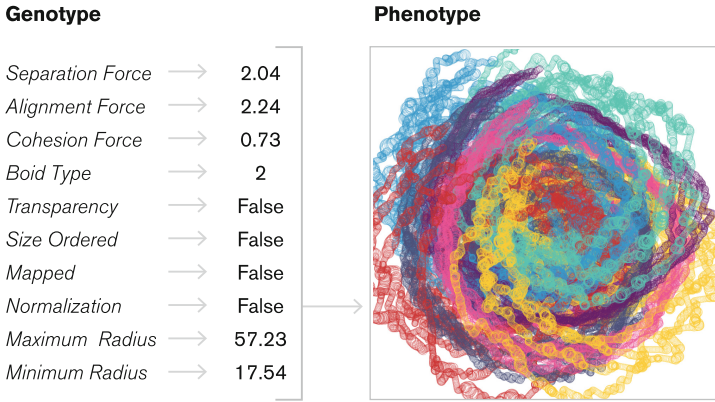 Genotype
Phenotype
Separation Force 2.04
Alignment Force 2.24
Cohesion Force 0.73
Boid Type 2
Transparency False
Size Ordered False
Mapped False
Normalization False
Maximum Radius 57.23
Minimum Radius 17.54